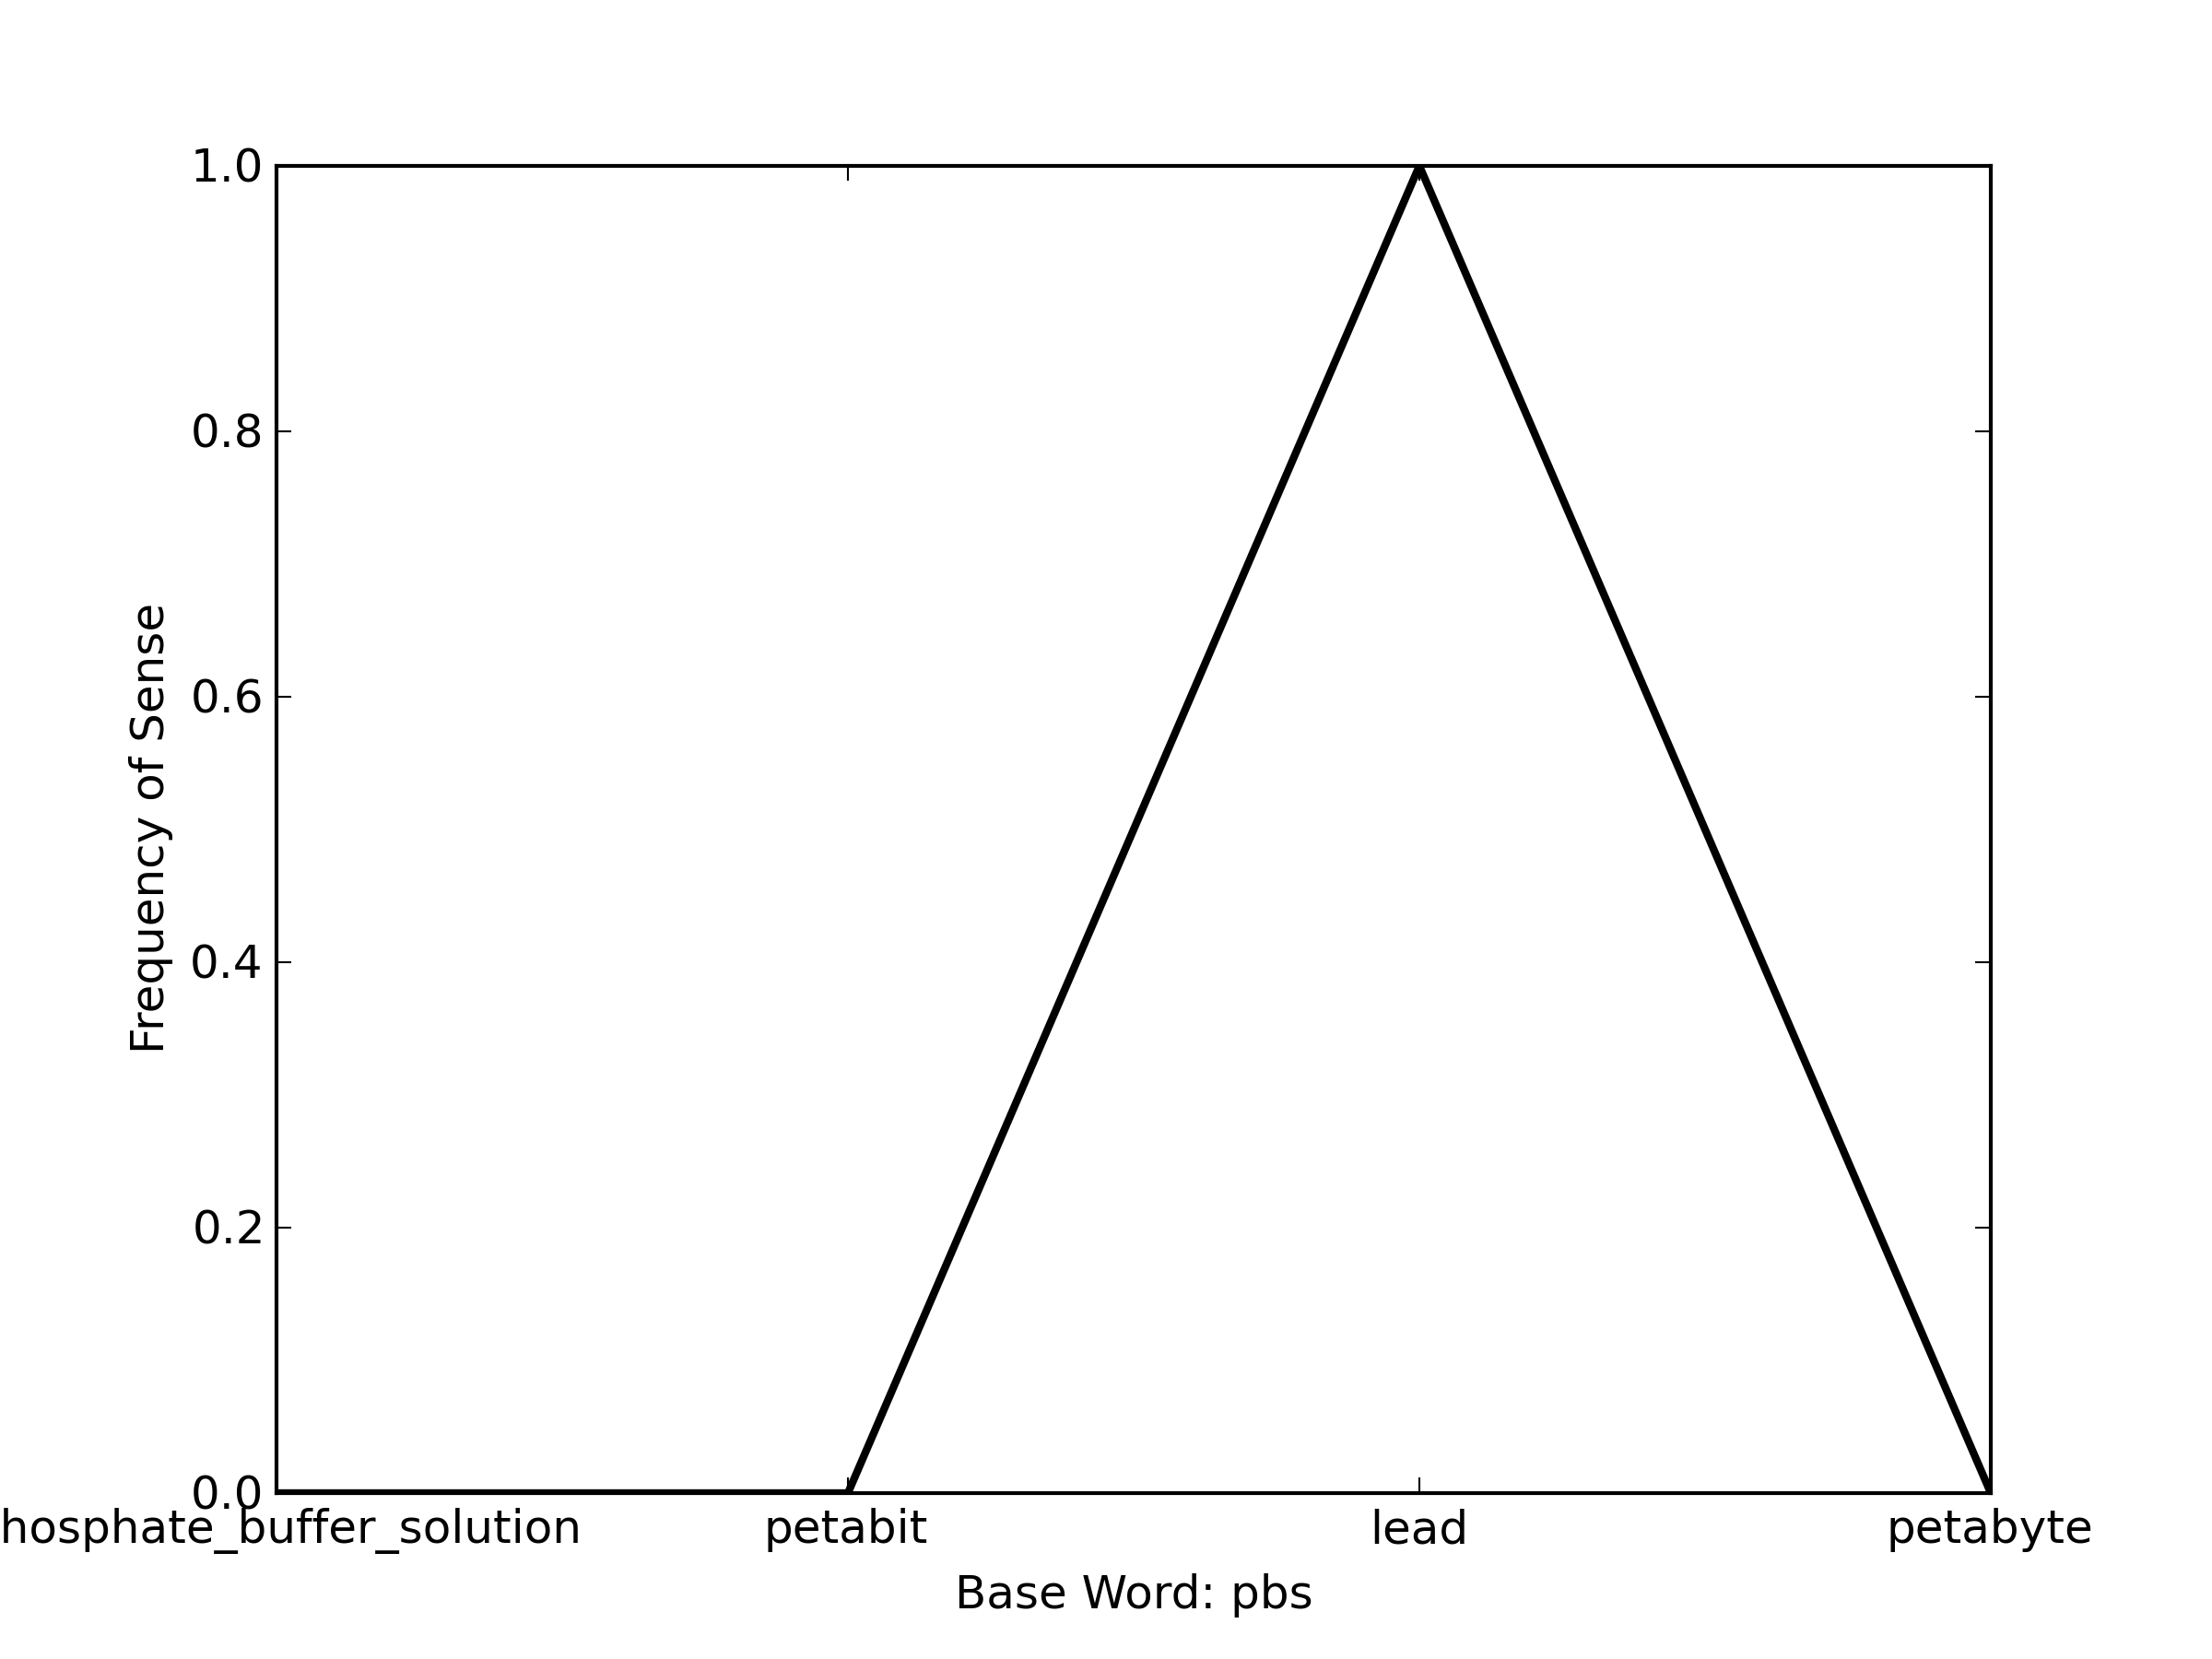 1.0
0.8
0.6
0.4
0.2
0.0
Frequency of Sense
hosphate_buffer_solution petabit lead petabyte
Base Word: pbs